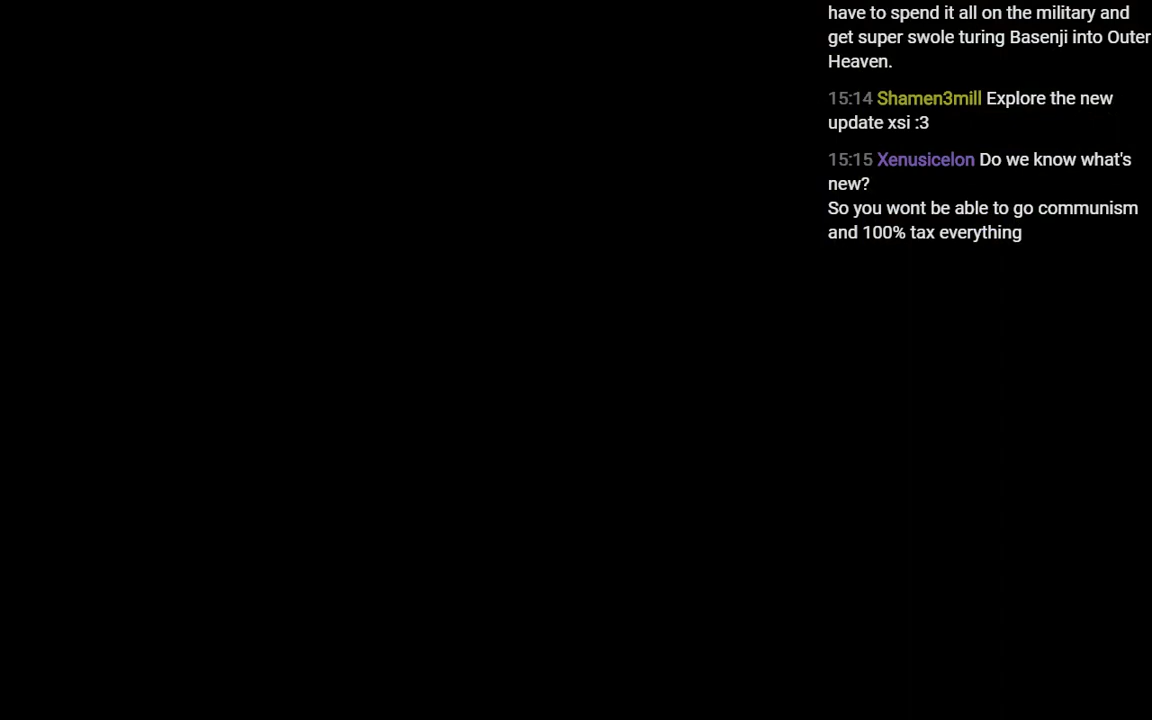 have to spend it all on the military and
get super swole turing Basenji into Outer
Heaven.
15:14 Shamen3mill Explore the new
update xsi :3
15:15 Xenusicelon Do we know what's
new?
So you wont be able to go communism
and 100% tax everything